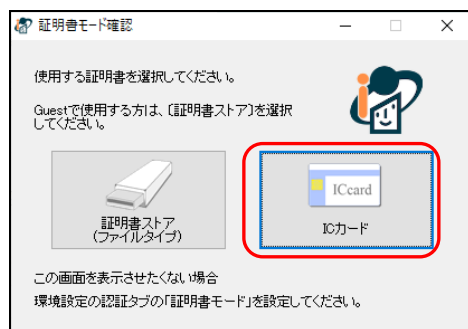 証明書モード確認
使用する証明書を選択してください。
Guestで使用する方は、〔証明書ストア〕を選択
してください。
証明書ストア
(ファイルタイプ)
ICcard
ICカード
この画面を表示させたくない場合
環境設定の認証タブの「証明書モード」を設定してください。